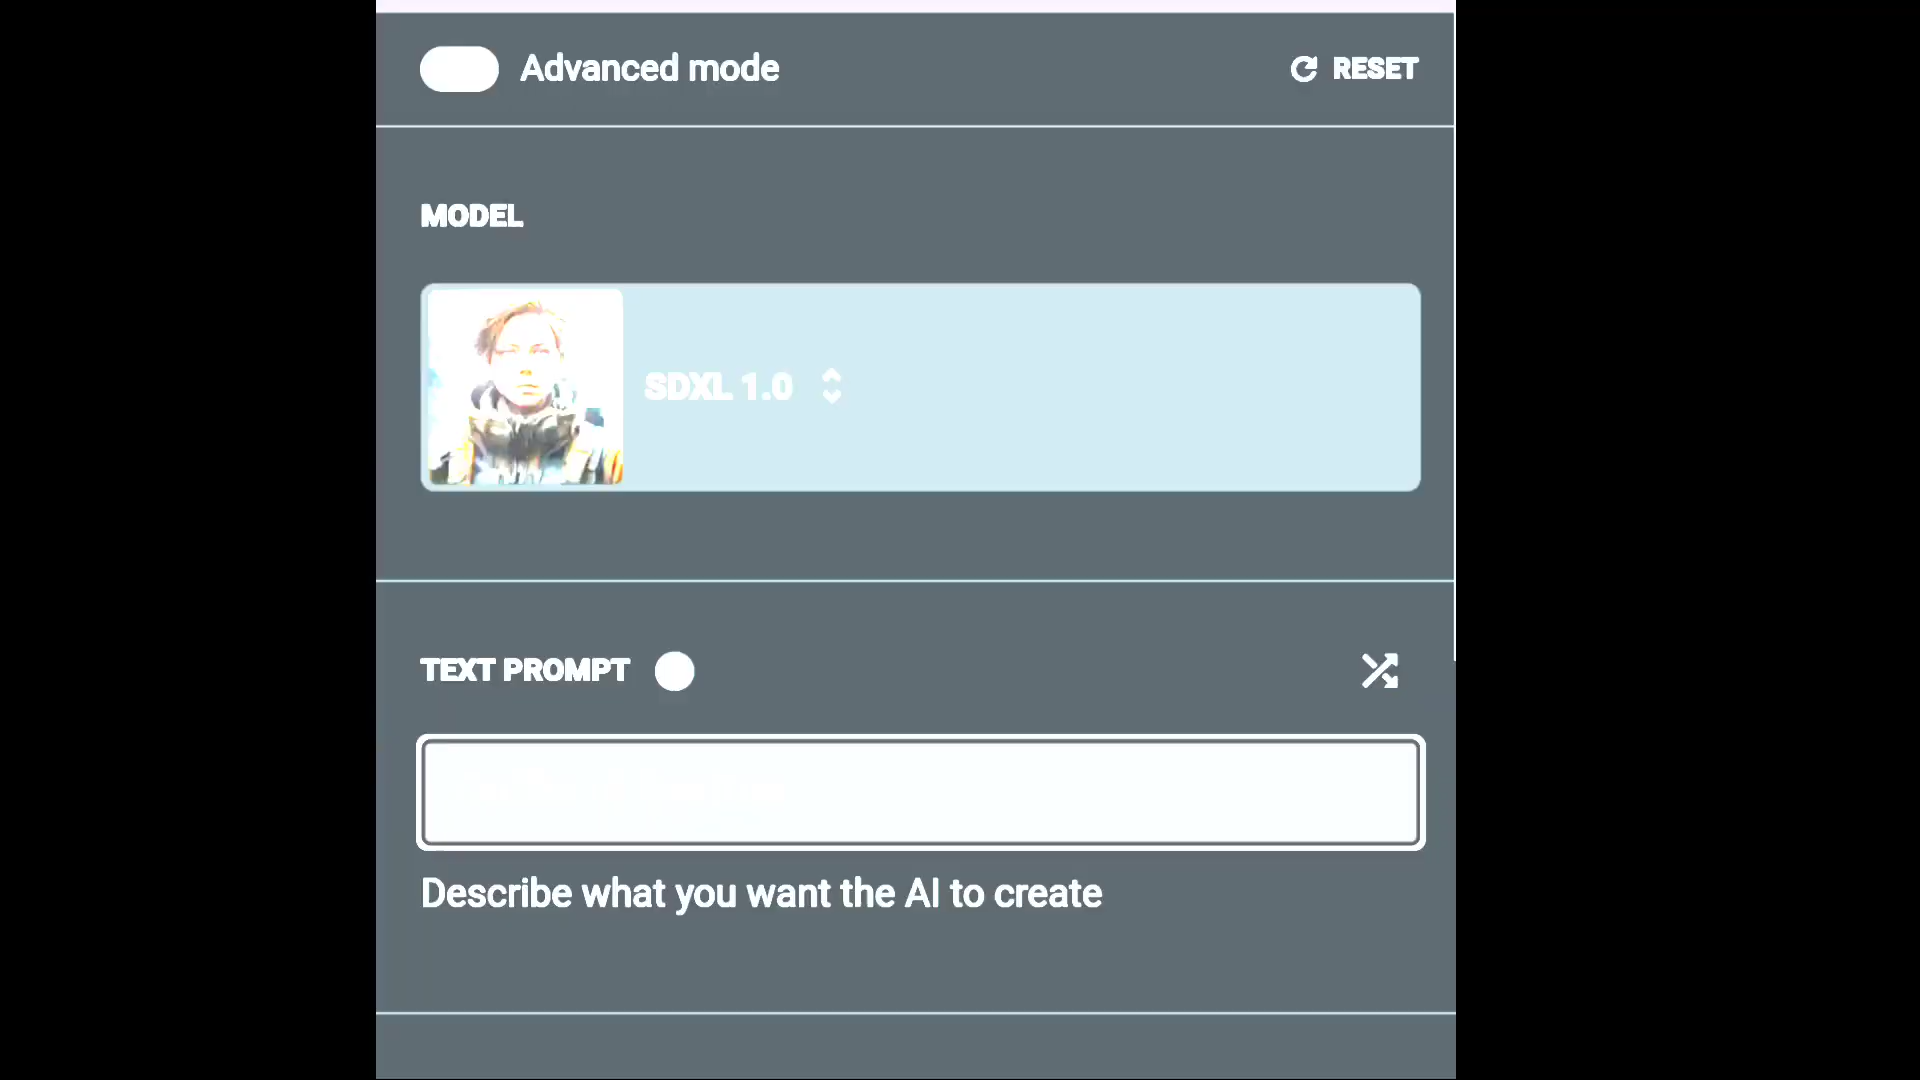 Advanced mode
RESET
MODEL
SDXL 1.0
TEXT PROMPT
Describe what you want the AI to create